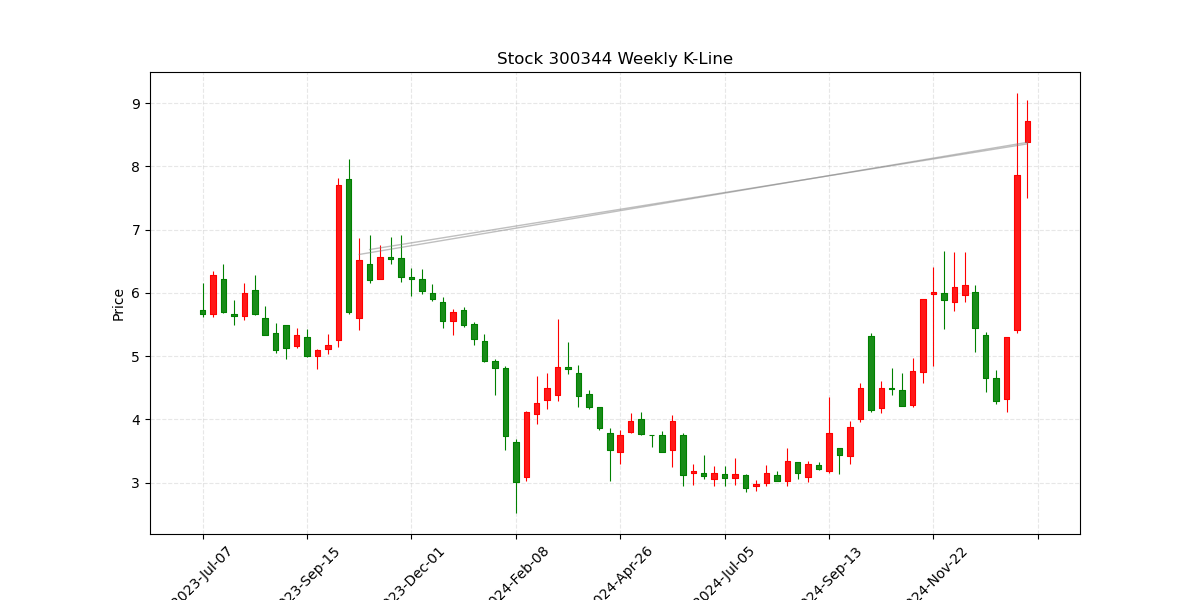 Stock 300344 Weekly K-Line
Price
9
8
7
6
5
4
3
2023-Jul-07
2023-Sep-15
2023-Dec-01
2024-Feb-08
2024-Apr-26
2024-Jul-05
2024-Sep-13
2024-Nov-22